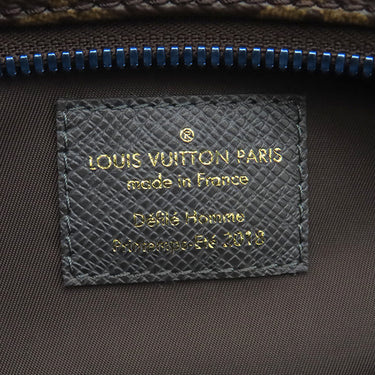 ®
LOUIS VUITTON PARIS
made in France
Défilé Homme
Printemps-Été 2018